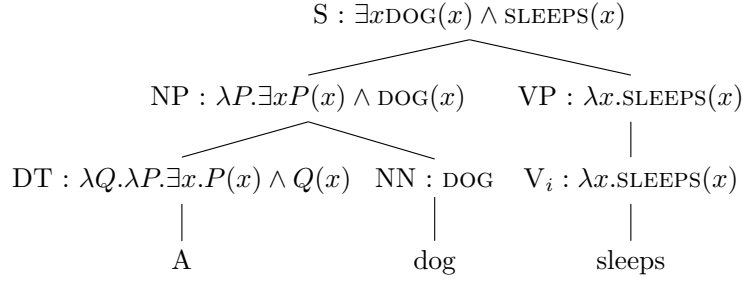 S : ∃xDOG(x) ∧ SLEEPS(x)
NP : λP.∃xP(x) ∧ DOG(x) VP : λx.SLEEPS(x)
DT : λQ.λP.∃x.P(x) ∧ Q(x) NN : DOG Vᵢ : λx.SLEEPS(x)
A dog sleeps